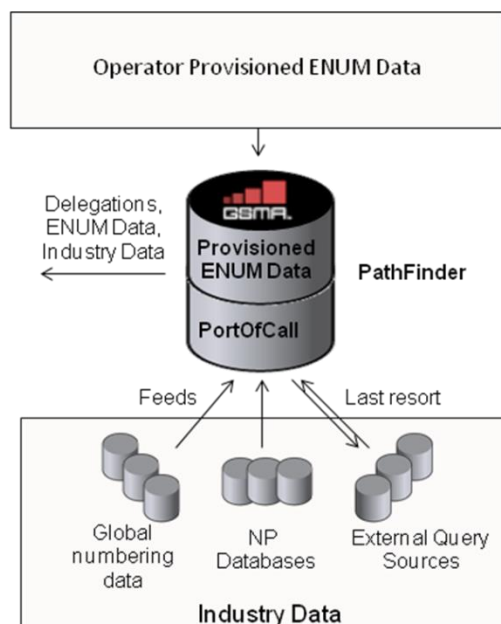 Operator Provisioned ENUM Data
Delegations,
ENUM Data,
Industry Data
GSMA.
Provisioned
ENUM Data
PathFinder
PortOfCall
Feeds
Last resort
Global
numbering
data
NP
Databases
External Query
Sources
Industry Data